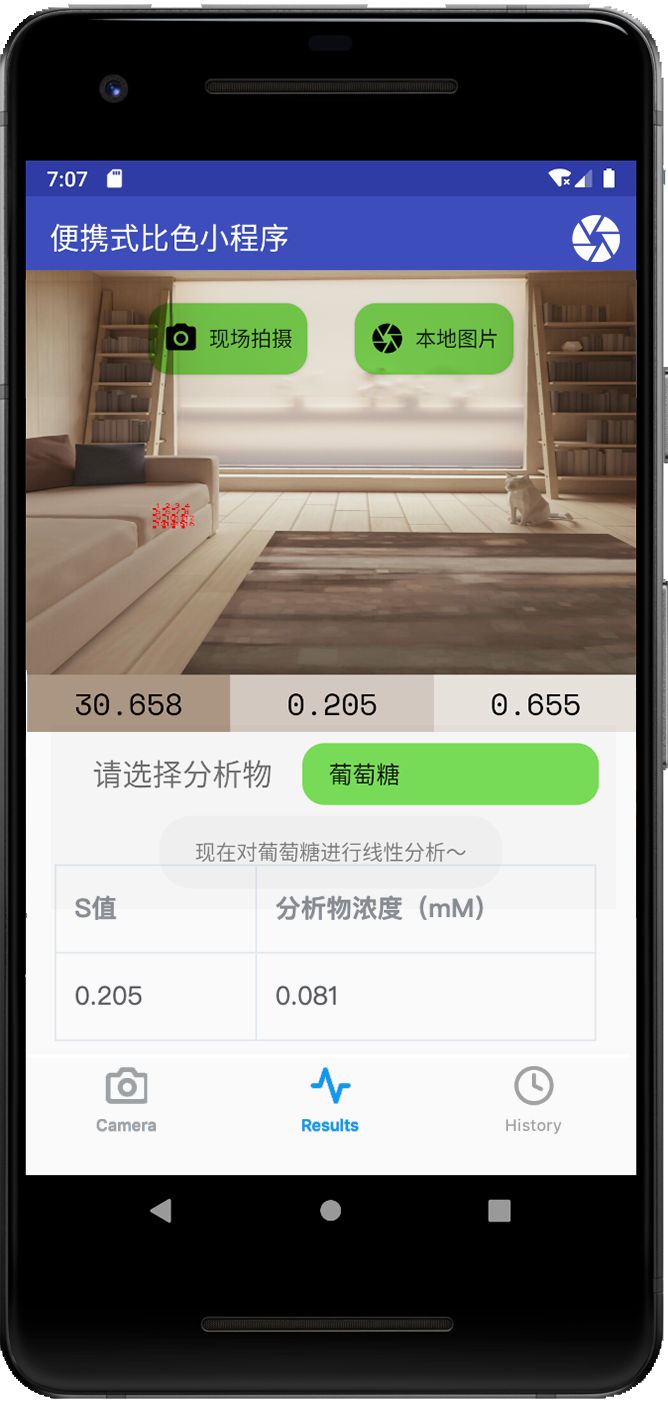 7:07
便携式比色小程序
现场拍摄
本地图片
30.658 0.205 0.655
请选择分析物 葡萄糖
现在对葡萄糖进行线性分析～
S值 分析物浓度（mM）
0.205 0.081
Camera Results History